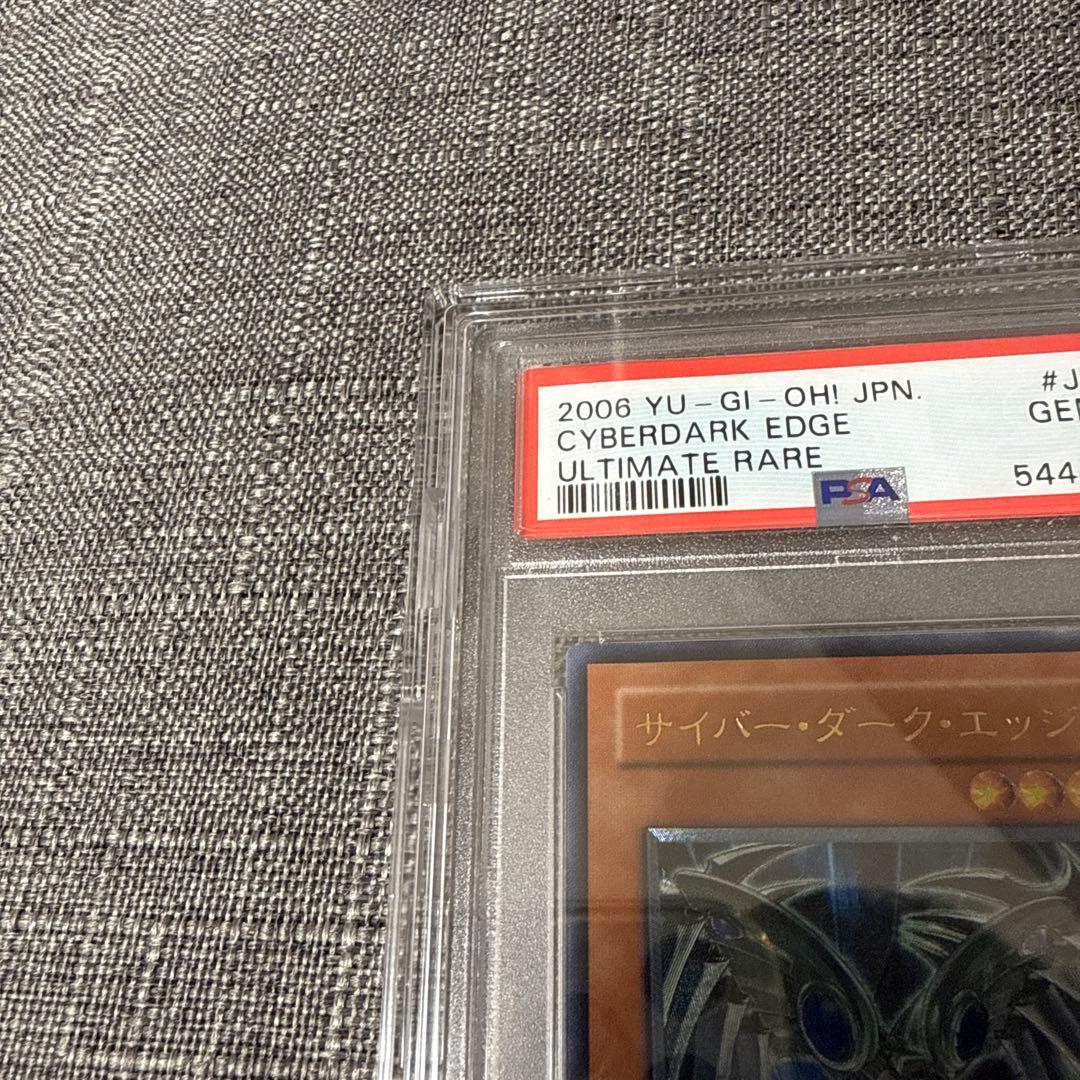 2006 YU-GI-OH! JPN. #J
CYBERDARK EDGE GE
ULTIMATE RARE 544
PSA
サイバー・ダーク・エッジ